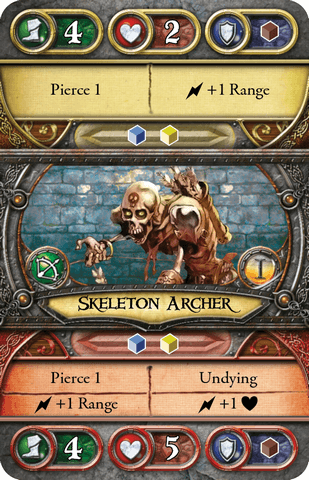 4 2
Pierce 1
+1 Range
I
Skeleton Archer
Pierce 1 Undying
+1 Range +1
4 5